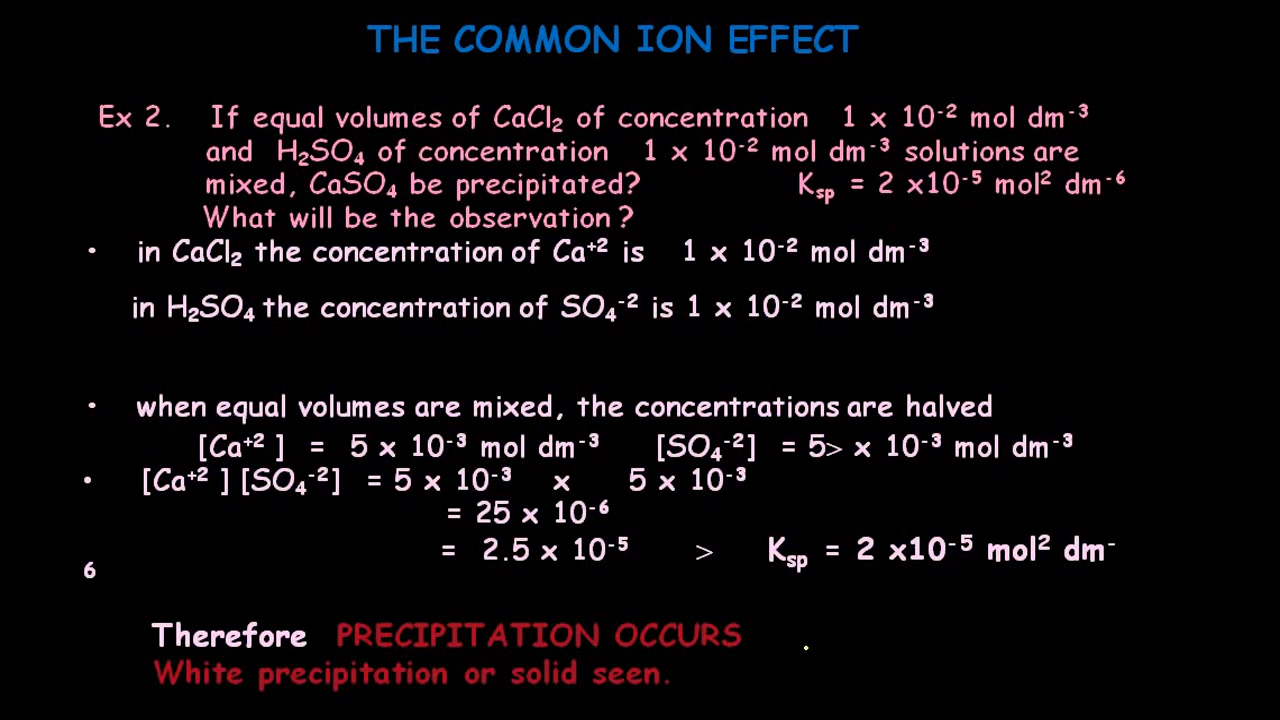 THE COMMON ION EFFECT
Ex 2. If equal volumes of CaCl₂ of concentration 1 x 10⁻² mol dm⁻³
and H₂SO₄ of concentration 1 x 10⁻² mol dm⁻³ solutions are
mixed, CaSO₄ be precipitated? Kₛₚ = 2 x10⁻⁵ mol² dm⁻⁶
What will be the observation ?
• in CaCl₂ the concentration of Ca⁺² is 1 x 10⁻² mol dm⁻³
in H₂SO₄ the concentration of SO₄⁻² is 1 x 10⁻² mol dm⁻³
• when equal volumes are mixed, the concentrations are halved
[Ca⁺² ] = 5 x 10⁻³ mol dm⁻³ [SO₄⁻²] = 5> x 10⁻³ mol dm⁻³
• [Ca⁺² ] [SO₄⁻²] = 5 x 10⁻³ x 5 x 10⁻³
= 25 x 10⁻⁶
= 2.5 x 10⁻⁵ > Kₛₚ = 2 x10⁻⁵ mol² dm⁻
6
Therefore PRECIPITATION OCCURS
White precipitation or solid seen.